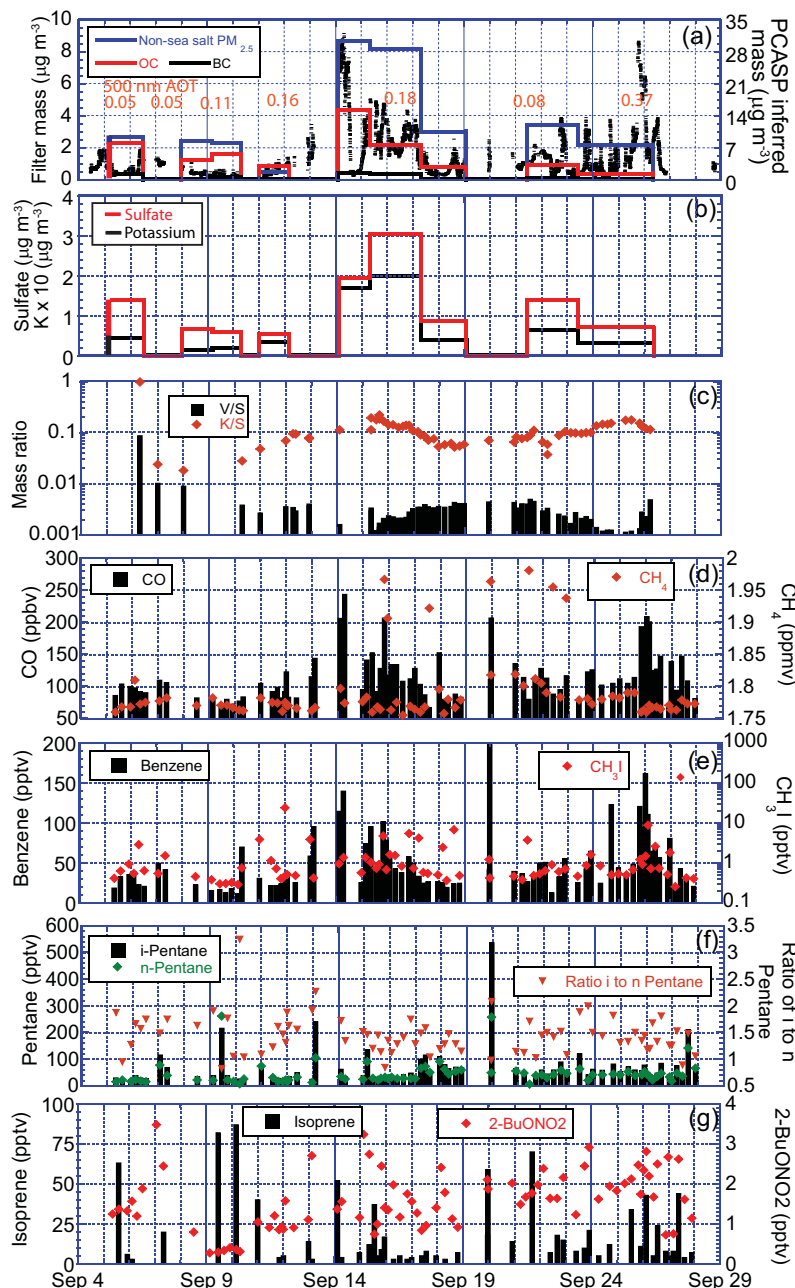 (a)
Non-sea salt PM 2.5
OC
BC
500 nm AOT
0.05
0.05
0.11
0.16
0.18
0.08
0.37
Filter mass (µg m-3)
10
8
6
4
2
0
PCASP inferred
mass (µg m-3)
35
30
24
18
12
7
0
(b)
Sulfate
Potassium
Sulfate (µg m-3)
K x 10 (µg m-3)
4
3
2
1
0
(c)
V/S
K/S
Mass ratio
1
0.1
0.01
0.001
(d)
CO
CH4
CO (ppbv)
300
250
200
150
100
50
CH4 (ppmv)
2
1.95
1.9
1.85
1.8
1.75
(e)
Benzene
CH3I
Benzene (pptv)
200
150
100
50
0
CH3I (pptv)
1000
100
10
1
0.1
(f)
i-Pentane
n-Pentane
Ratio i to n Pentane
Pentane (pptv)
600
500
400
300
200
100
0
Ratio of i to n
Pentane
3.5
3
2.5
2
1.5
1
0.5
(g)
Isoprene
2-BuONO2
Isoprene (pptv)
100
75
50
25
0
2-BuONO2 (pptv)
4
3
2
1
0
Sep 4
Sep 9
Sep 14
Sep 19
Sep 24
Sep 29